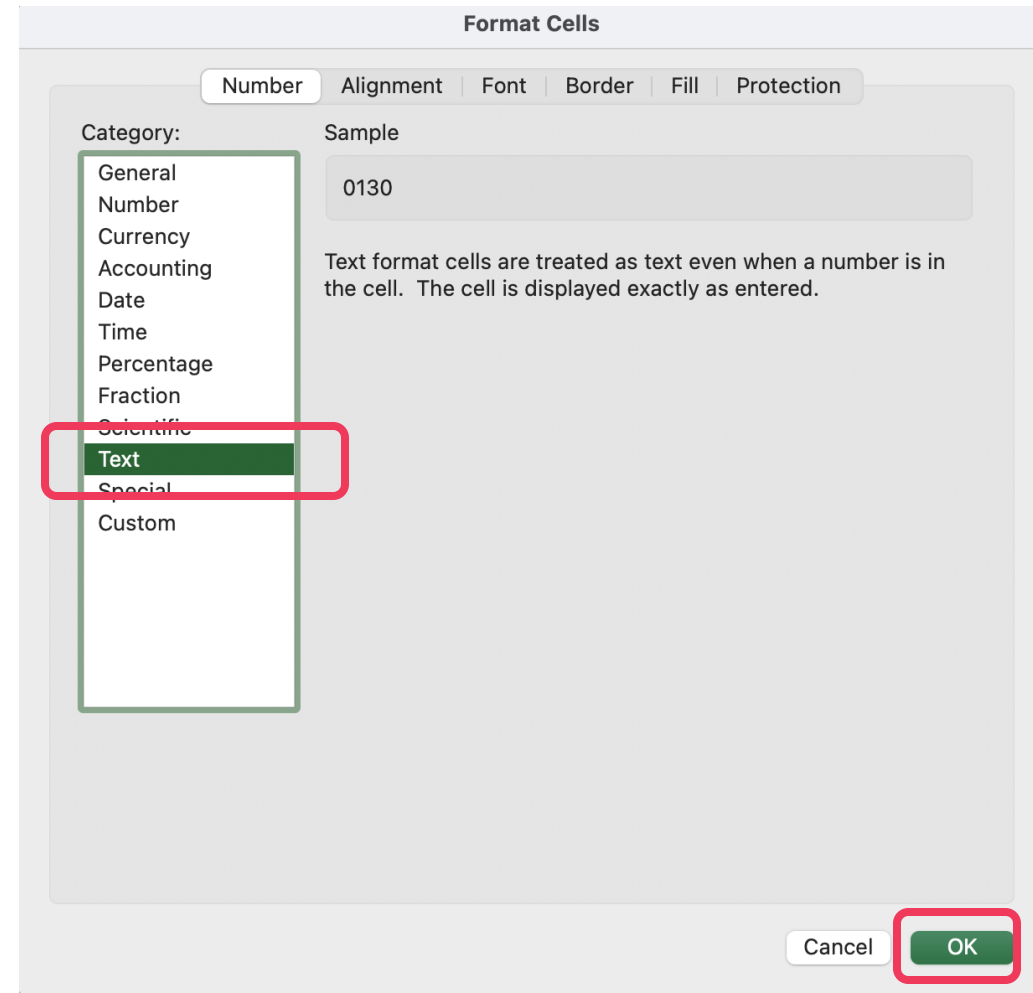 Format Cells
Number Alignment Font Border Fill Protection
Category:
General
Number
Currency
Accounting
Date
Time
Percentage
Fraction
Scientific
Text
Special
Custom
Sample
0130
Text format cells are treated as text even when a number is in
the cell.  The cell is displayed exactly as entered.
Cancel OK